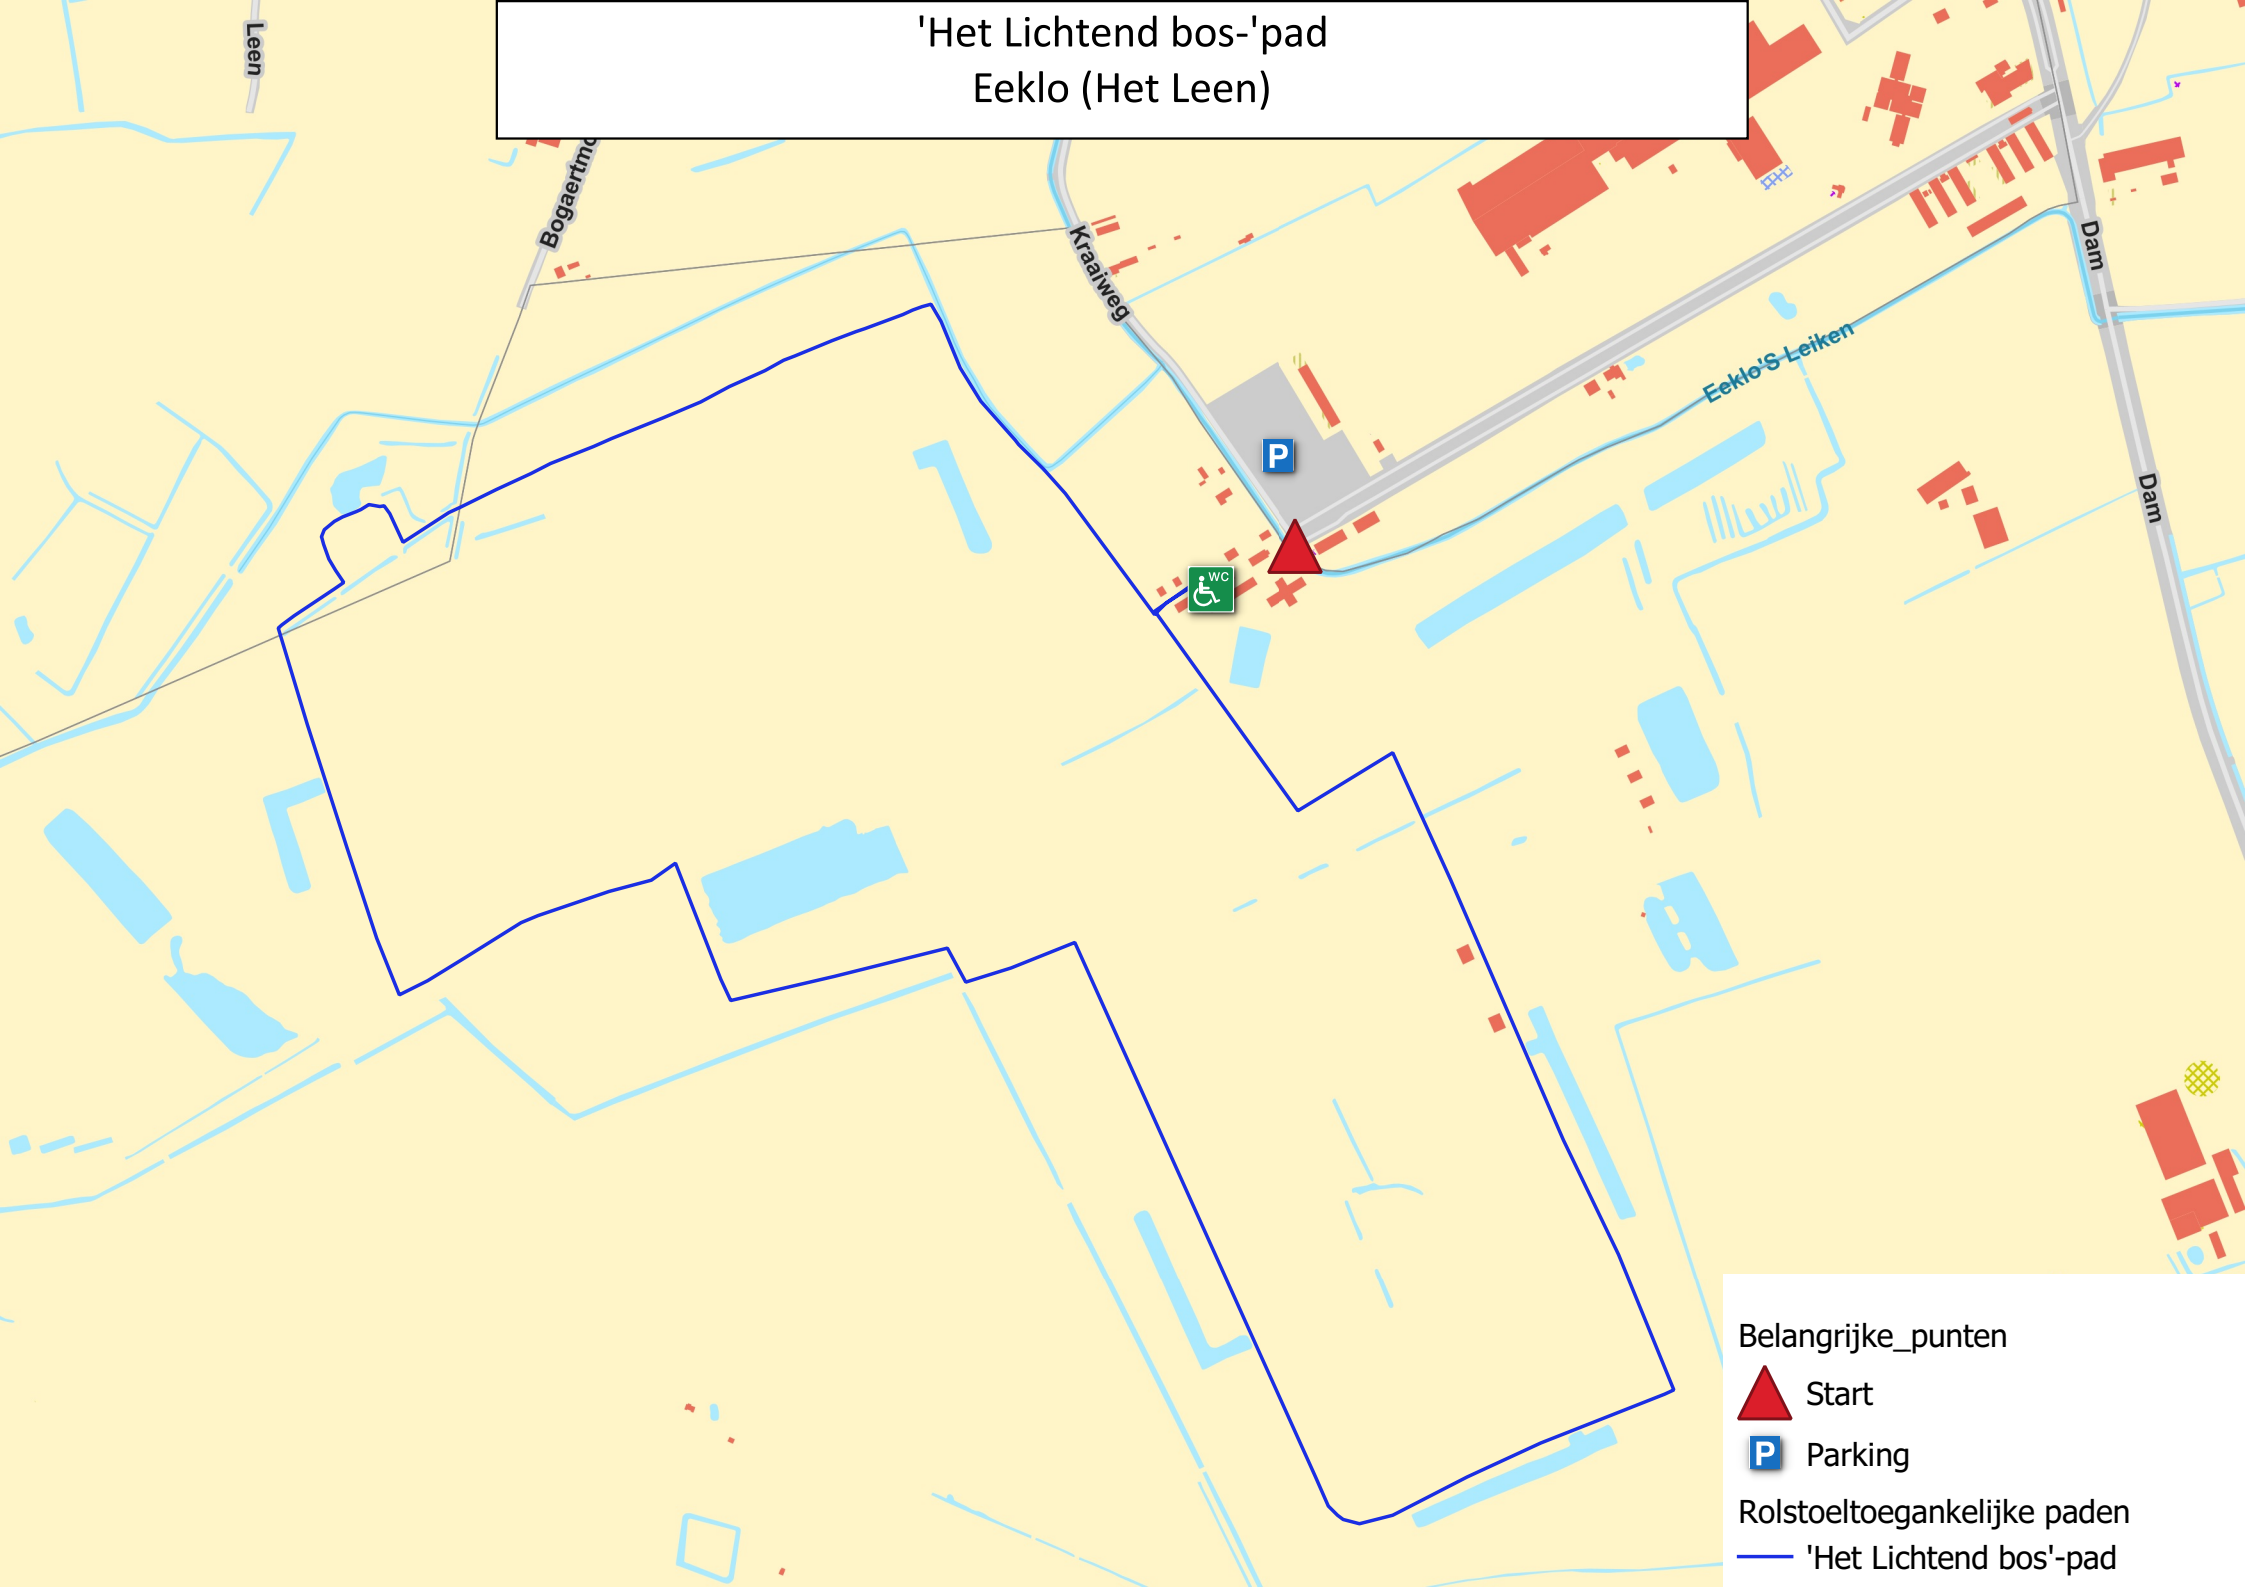 'Het Lichtend bos-'pad
Eeklo (Het Leen)
Leen
Bogaertmo
Kraaiweg
Dam
Eeklo'S Leiken
P
Dam
WC
Belangrijke_punten
Start
P Parking
Rolstoeltoegankelijke paden
'Het Lichtend bos'-pad